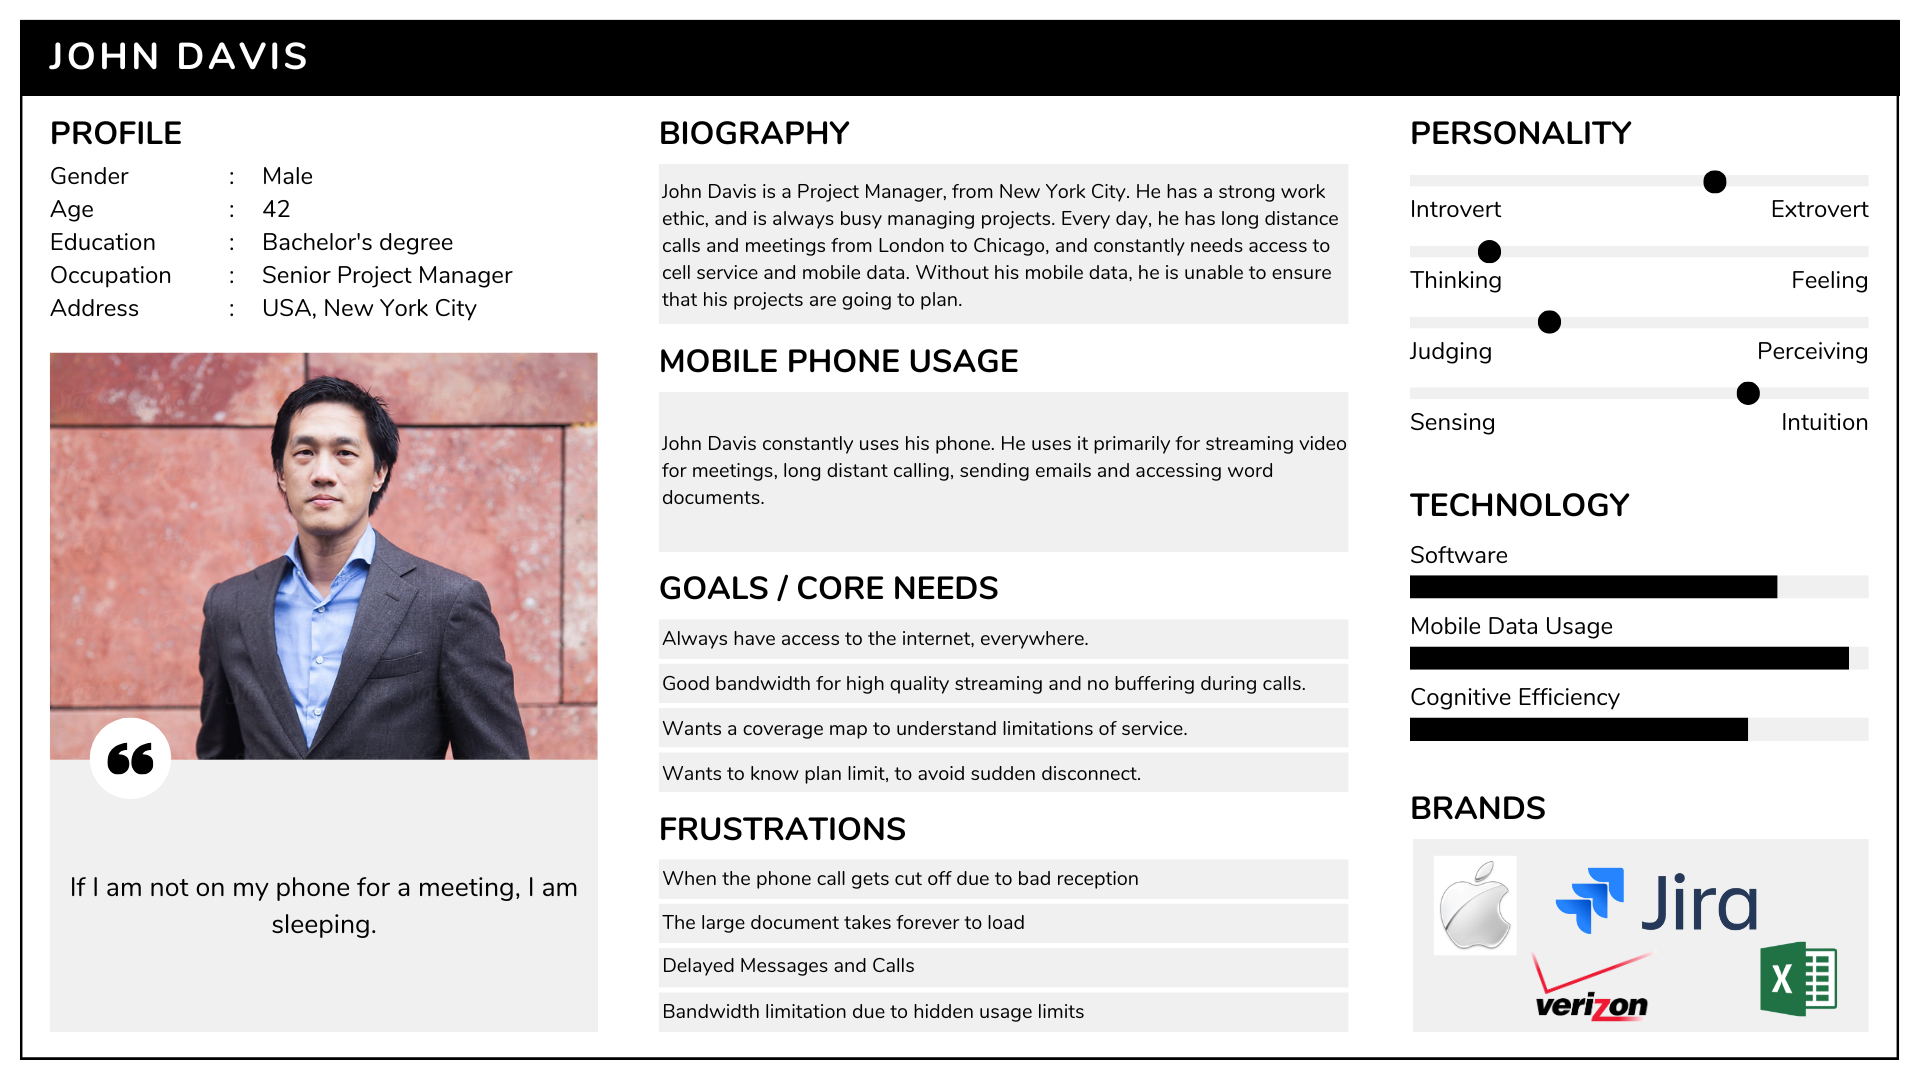 JOHN DAVIS
PROFILE
Gender : Male
Age : 42
Education : Bachelor's degree
Occupation : Senior Project Manager
Address : USA, New York City
If I am not on my phone for a meeting, I am
sleeping.
BIOGRAPHY
John Davis is a Project Manager, from New York City. He has a strong work
ethic, and is always busy managing projects. Every day, he has long distance
calls and meetings from London to Chicago, and constantly needs access to
cell service and mobile data. Without his mobile data, he is unable to ensure
that his projects are going to plan.
MOBILE PHONE USAGE
John Davis constantly uses his phone. He uses it primarily for streaming video
for meetings, long distant calling, sending emails and accessing word
documents.
GOALS / CORE NEEDS
Always have access to the internet, everywhere.
Good bandwidth for high quality streaming and no buffering during calls.
Wants a coverage map to understand limitations of service.
Wants to know plan limit, to avoid sudden disconnect.
FRUSTRATIONS
When the phone call gets cut off due to bad reception
The large document takes forever to load
Delayed Messages and Calls
Bandwidth limitation due to hidden usage limits
PERSONALITY
Introvert Extrovert
Thinking Feeling
Judging Perceiving
Sensing Intuition
TECHNOLOGY
Software
Mobile Data Usage
Cognitive Efficiency
BRANDS
Jira
verizon
X